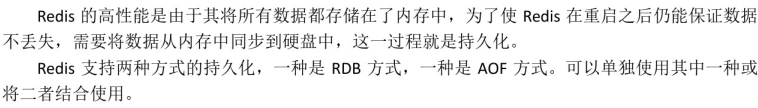 Redis 的高性能是由于其将所有数据都存储在了内存中，为了使 Redis 在重启之后仍能保证数据
不丢失，需要将数据从内存中同步到硬盘中，这一过程就是持久化。
Redis 支持两种方式的持久化，一种是 RDB 方式，一种是 AOF 方式。可以单独使用其中一种或
将二者结合使用。